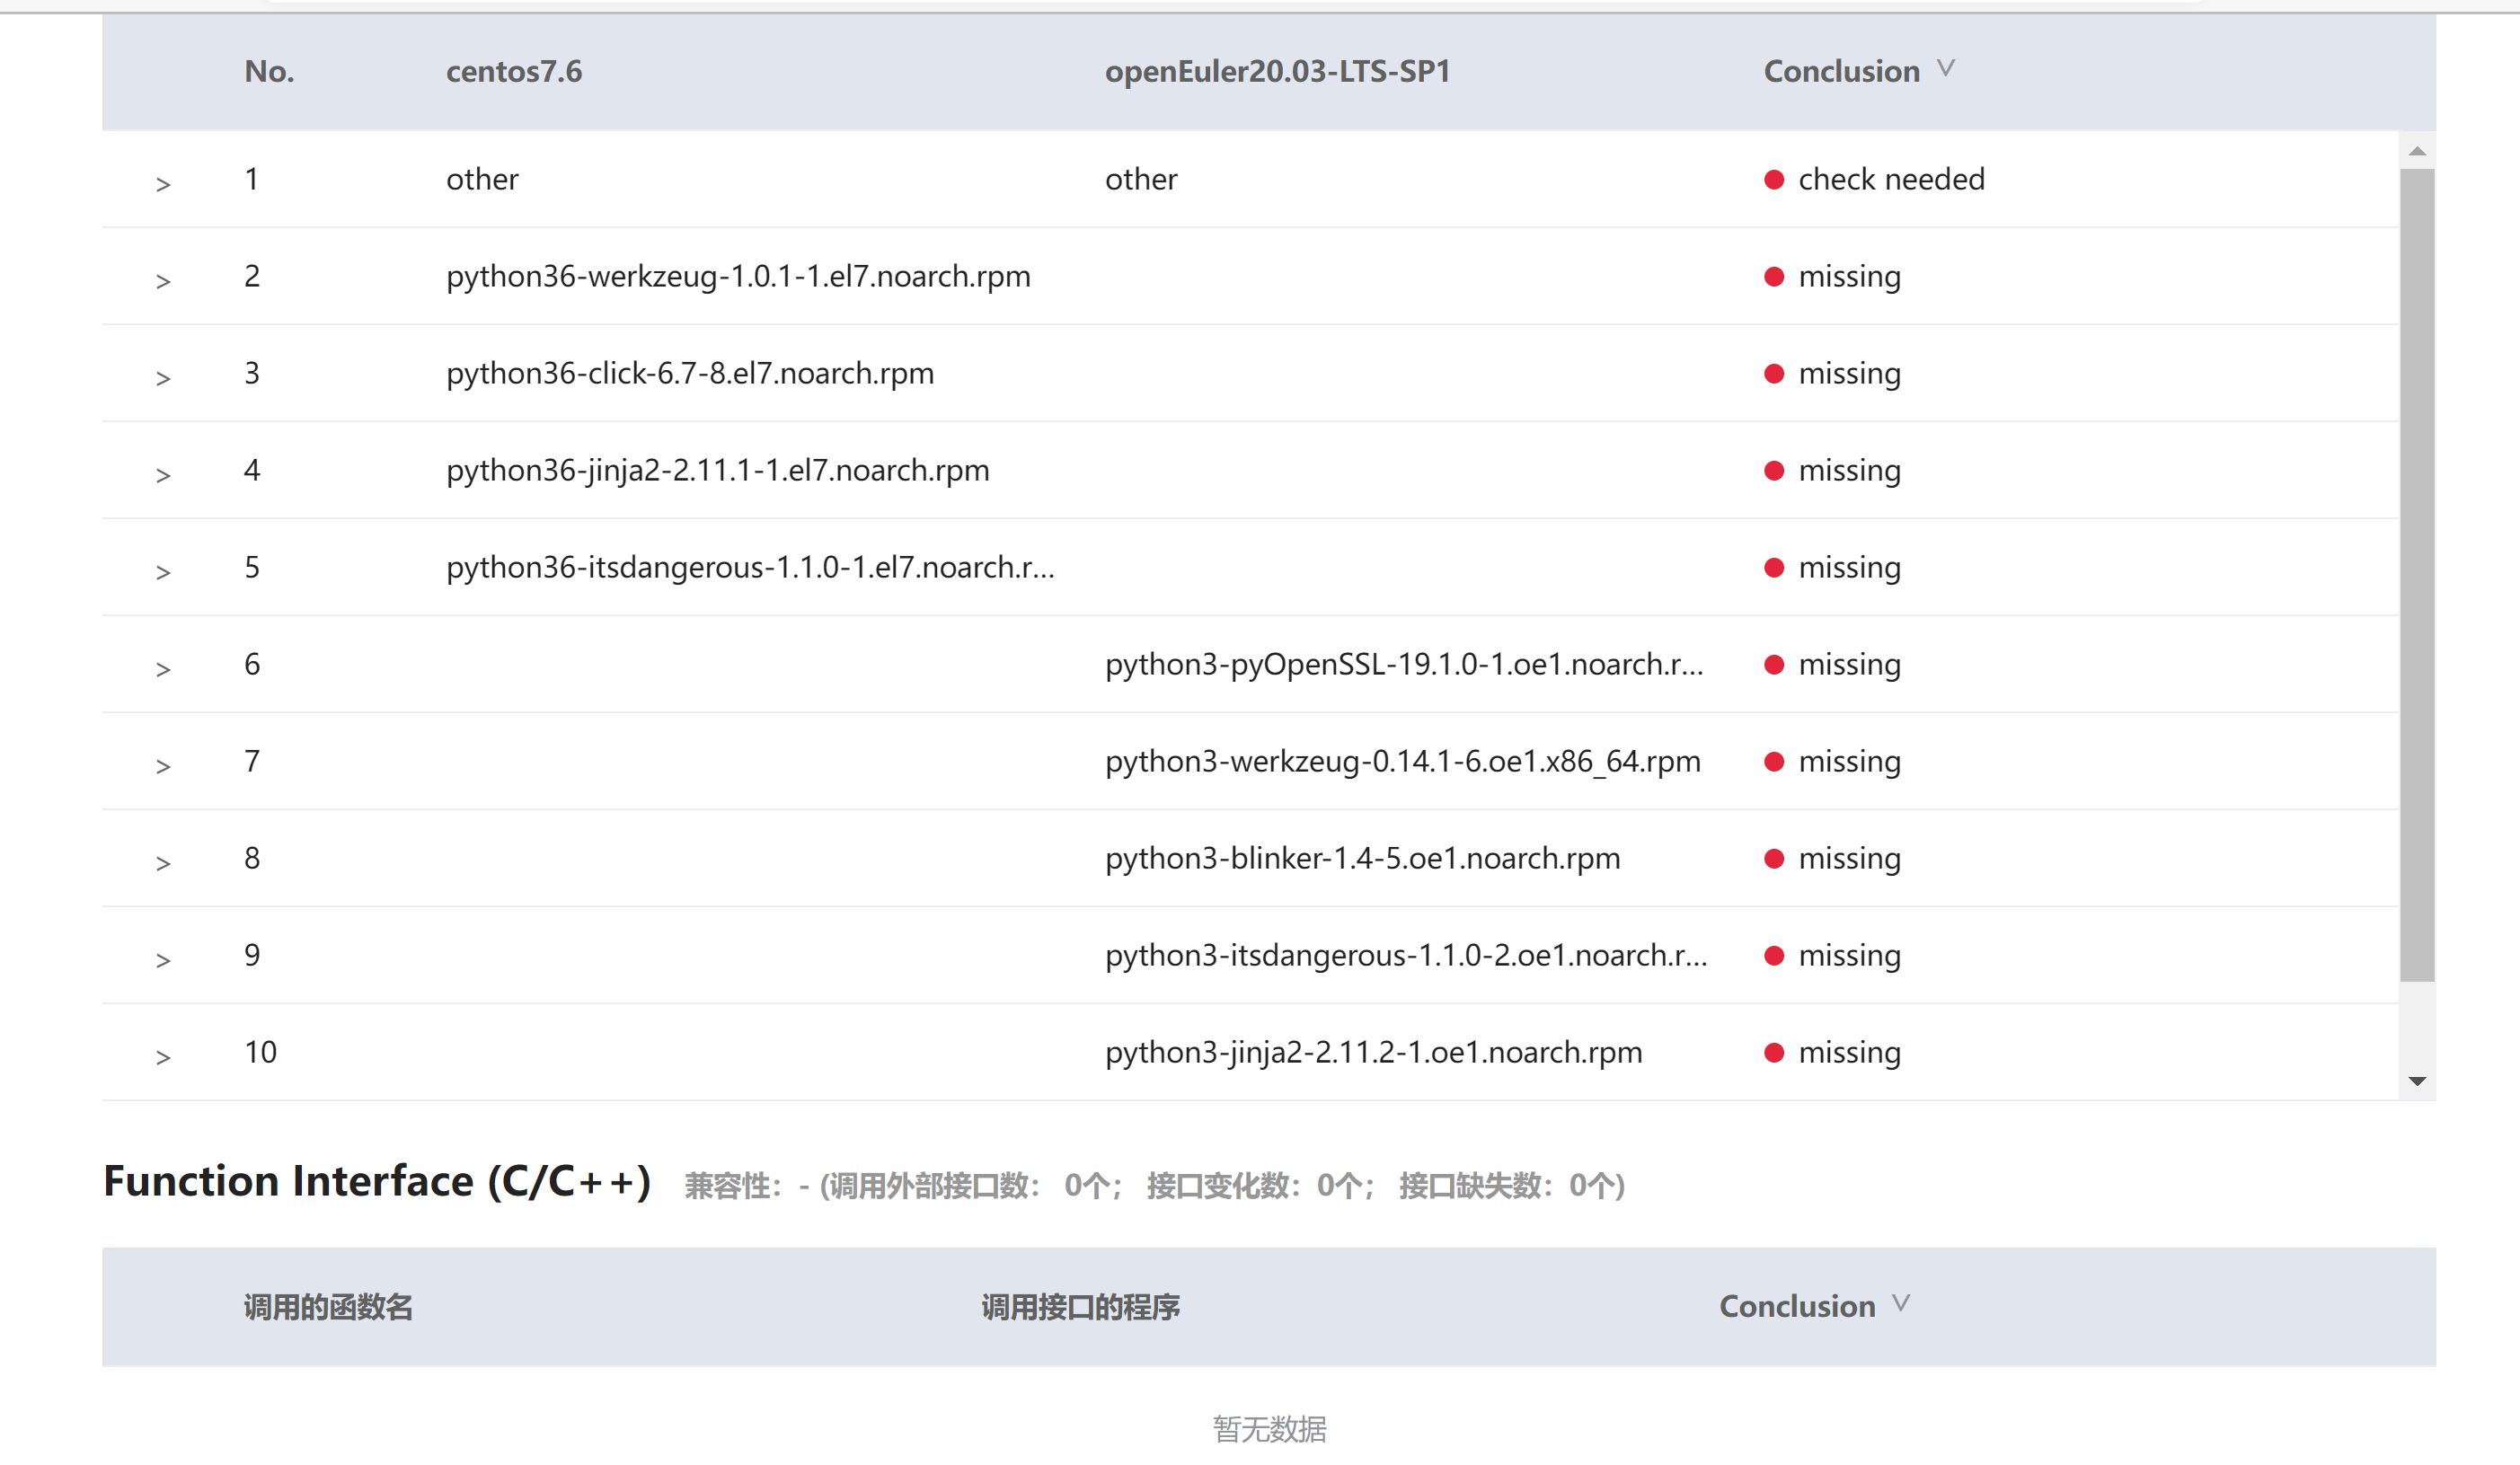 No. centos7.6 openEuler20.03-LTS-SP1 Conclusion
> 1 other other check needed
> 2 python36-werkzeug-1.0.1-1.el7.noarch.rpm missing
> 3 python36-click-6.7-8.el7.noarch.rpm missing
> 4 python36-jinja2-2.11.1-1.el7.noarch.rpm missing
> 5 python36-itsdangerous-1.1.0-1.el7.noarch.r... missing
> 6 python3-pyOpenSSL-19.1.0-1.oe1.noarch.r... missing
> 7 python3-werkzeug-0.14.1-6.oe1.x86_64.rpm missing
> 8 python3-blinker-1.4-5.oe1.noarch.rpm missing
> 9 python3-itsdangerous-1.1.0-2.oe1.noarch.r... missing
> 10 python3-jinja2-2.11.2-1.oe1.noarch.rpm missing
Function Interface (C/C++) 兼容性：- (调用外部接口数： 0个； 接口变化数：0个； 接口缺失数：0个)
调用的函数名 调用接口的程序 Conclusion
暂无数据